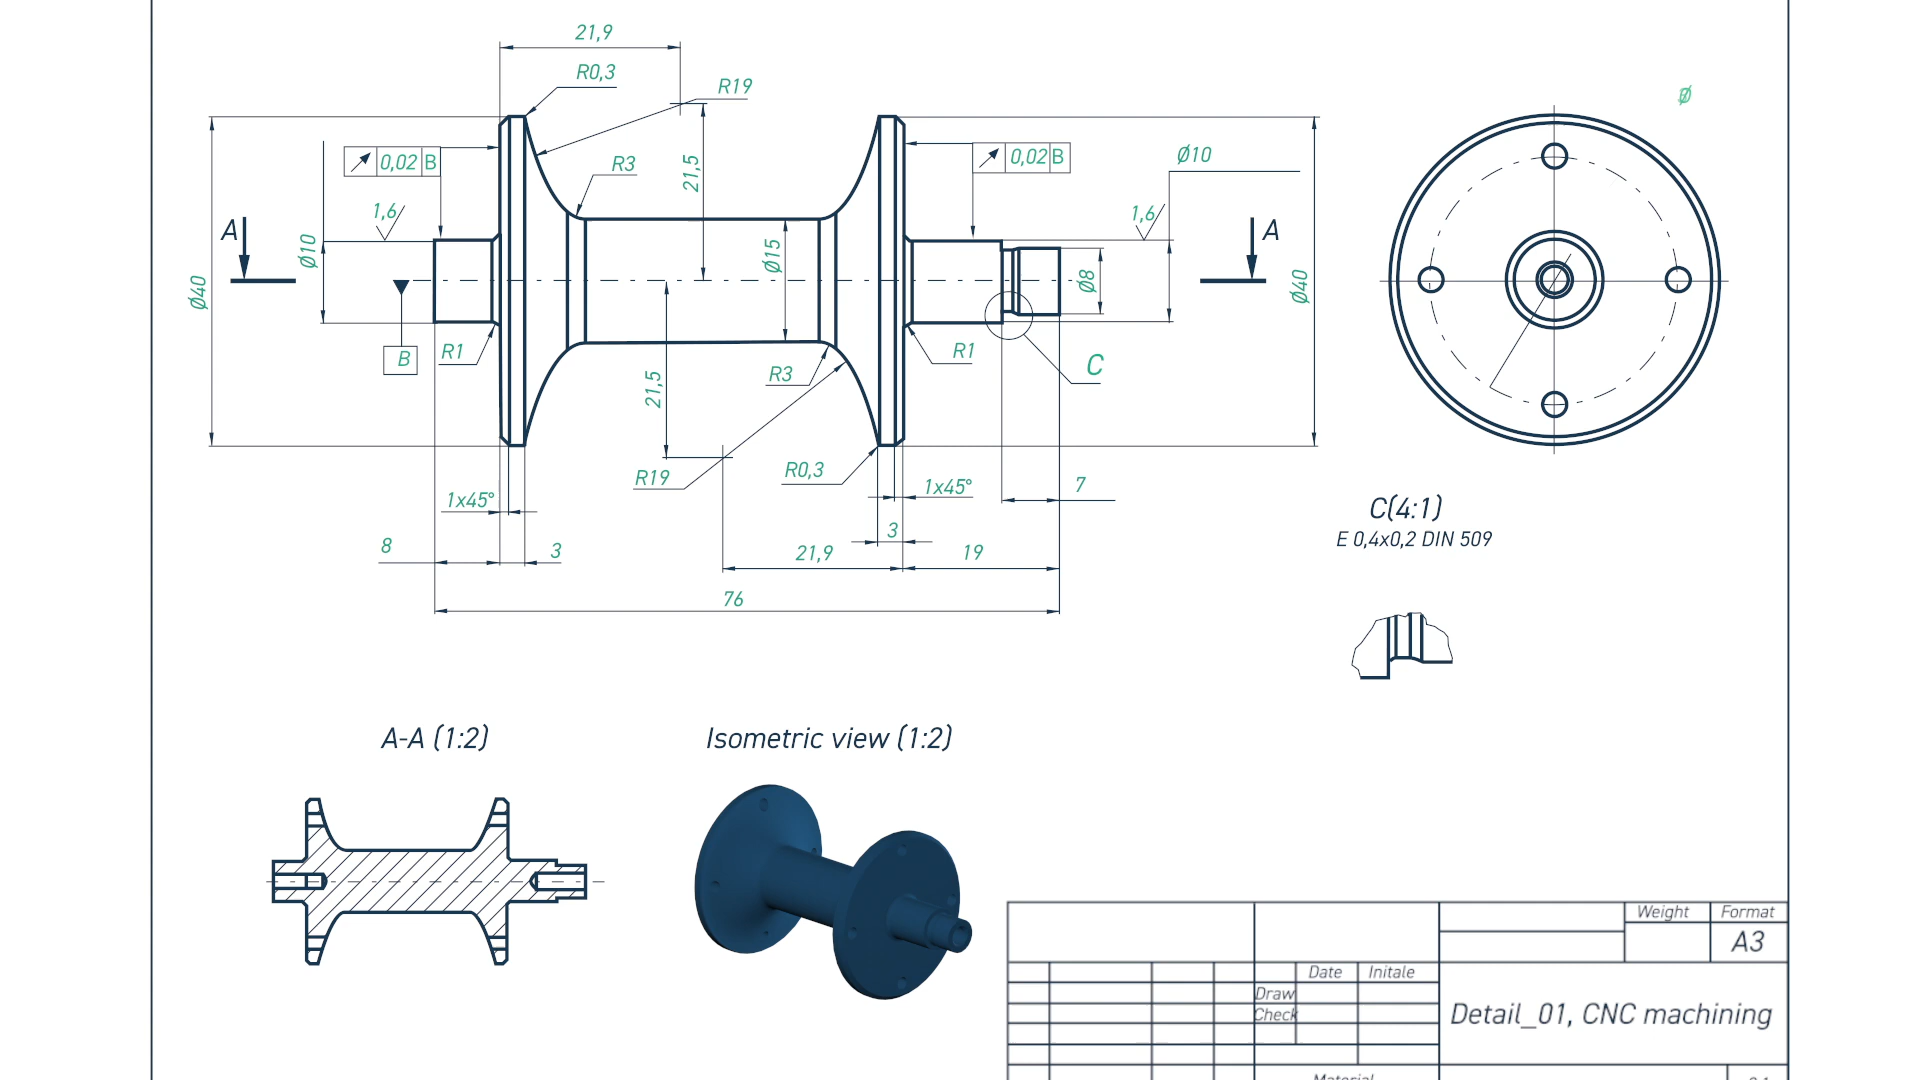 21,9
R0,3
R19
0,02 B
R3
21,5
0,02 B
Ø10
1,6
1,6
A
A
Ø10
Ø15
Ø40
Ø8
Ø40
B
R1
R3
R1
C
21,5
R19
R0,3
1x45°
1x45°
7
8
3
3
21,9
19
76
C(4:1)
E 0,4x0,2 DIN 509
A-A (1:2)
Isometric view (1:2)
Weight
Format
A3
Date
Initale
Draw
Check
Detail_01, CNC machining
Material